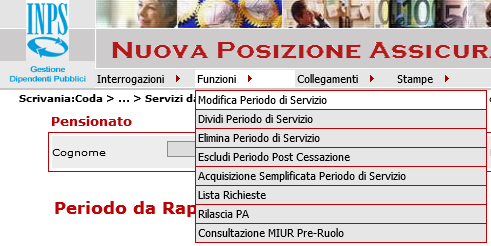 INPS
Gestione
Dipendenti Pubblici
NUOVA POSIZIONE
Interrogazioni Funzioni Collegamenti Stampe
Scrivania:Coda > ... > Servizi
Modifica Periodo di Servizio
Dividi Periodo di Servizio
Pensionato
Elimina Periodo di Servizio
Cognome
Escludi Periodo Post Cessazione
Acquisizione Semplificata Periodo di Servizio
Lista Richieste
Periodo da
Rilascia PA
Consultazione MIUR Pre-Ruolo